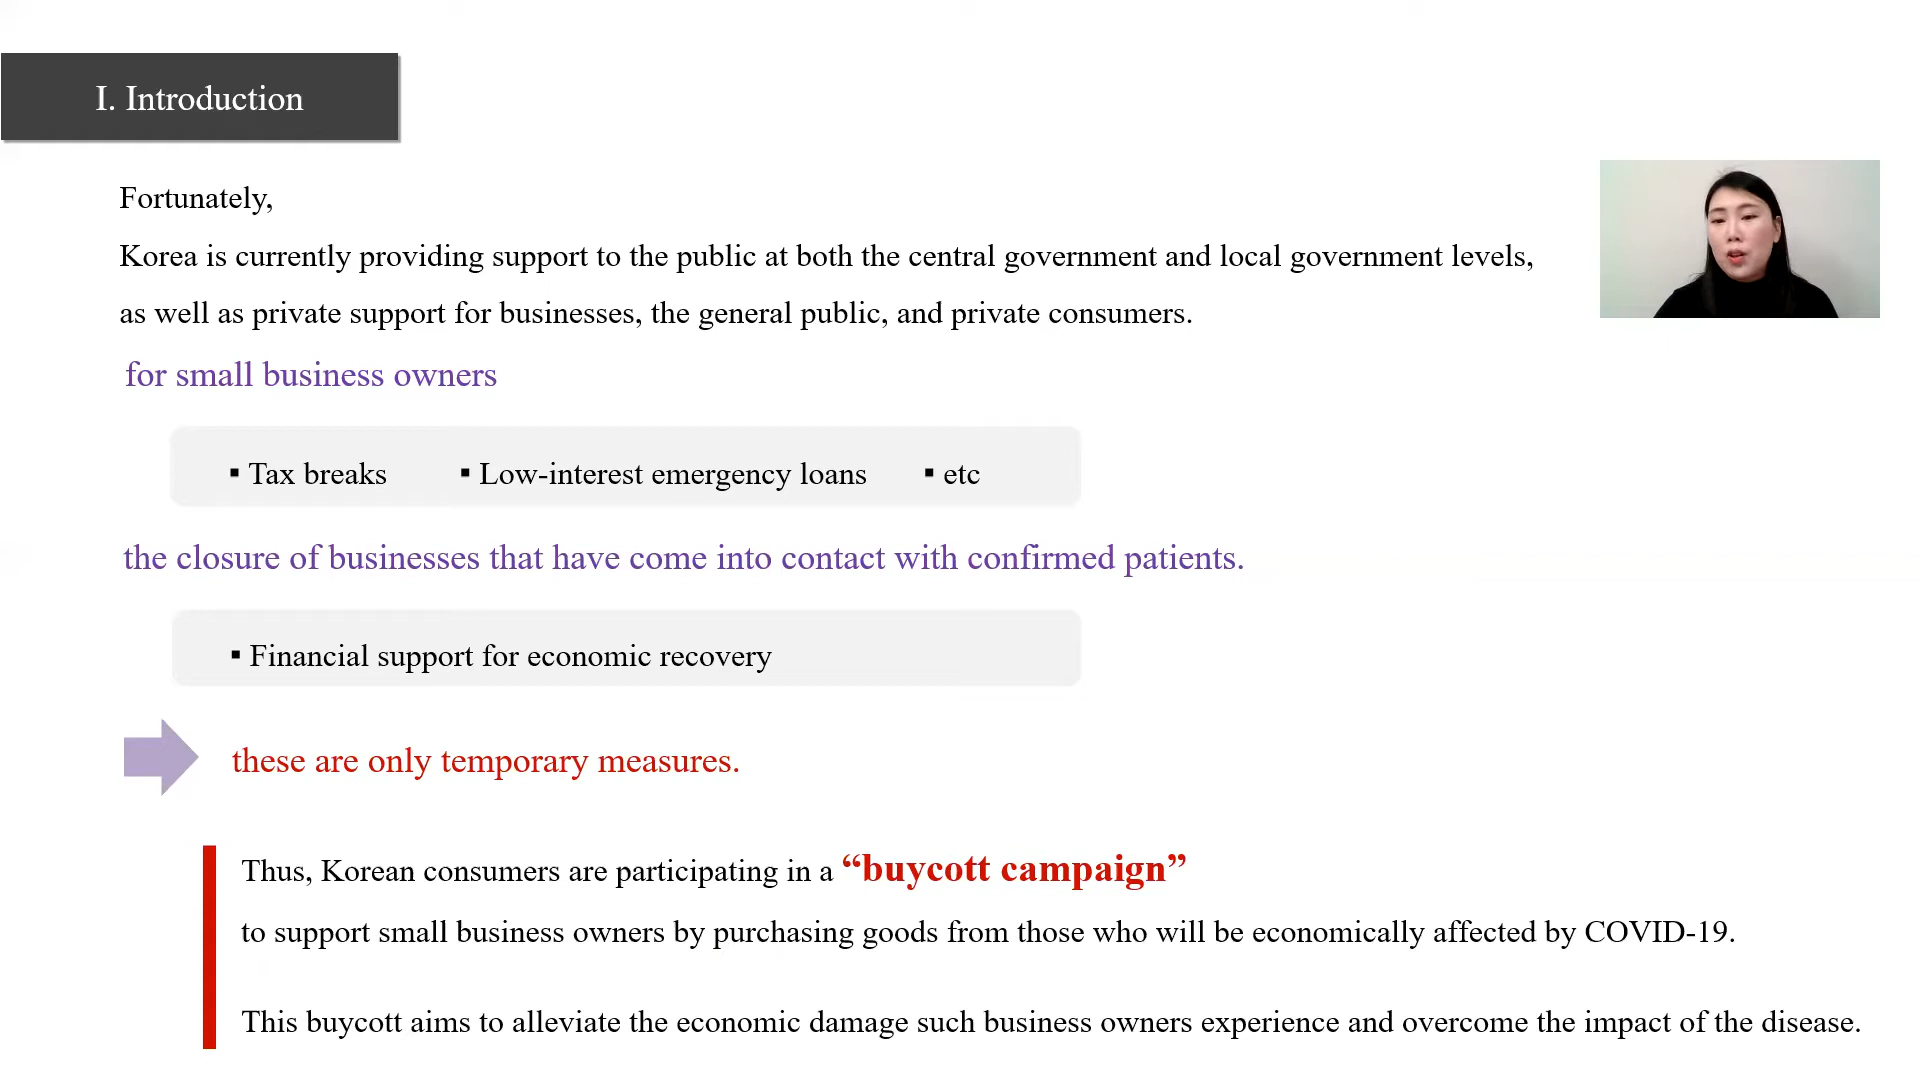 I. Introduction
Fortunately,
Korea is currently providing support to the public at both the central government and local government levels,
as well as private support for businesses, the general public, and private consumers.
for small business owners
▪ Tax breaks ▪ Low-interest emergency loans ▪ etc
the closure of businesses that have come into contact with confirmed patients.
▪ Financial support for economic recovery
these are only temporary measures.
Thus, Korean consumers are participating in a “buycott campaign”
to support small business owners by purchasing goods from those who will be economically affected by COVID-19.
This buycott aims to alleviate the economic damage such business owners experience and overcome the impact of the disease.